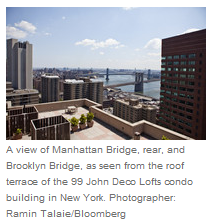 A view of Manhattan Bridge, rear, and
Brooklyn Bridge, as seen from the roof
terrace of the 99 John Deco Lofts condo
building in New York. Photographer:
Ramin Talaie/Bloomberg